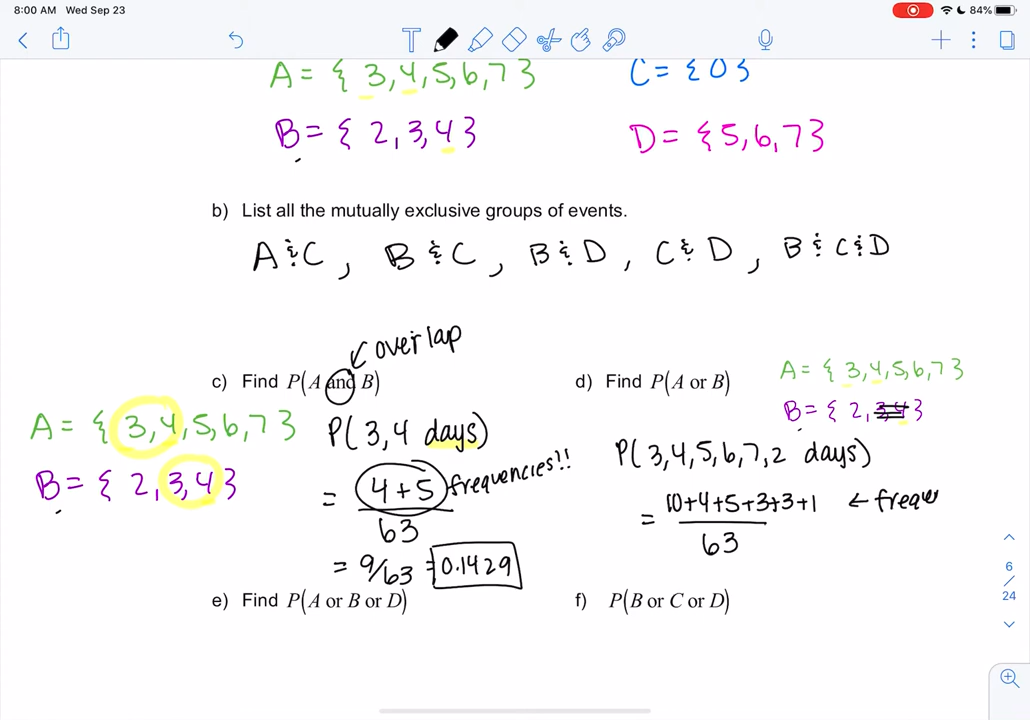 8:00 AM Wed Sep 23
84%
A = { 3, 4, 5, 6, 7 }
C = { 0 }
B = { 2, 3, 4 }
D = { 5, 6, 7 }
b) List all the mutually exclusive groups of events.
A & C , B & C , B & D , C & D , B & C & D
overlap
c) Find P(A and B)
d) Find P(A or B)
A = { 3, 4, 5, 6, 7 }
B = { 2, 3, 4 }
A = { 3, 4, 5, 6, 7 }
B = { 2, 3, 4 }
P( 3, 4 days )
= 4 + 5 / 63
frequencies!!
= 9/63 = 0.1429
P( 3, 4, 5, 6, 7, 2 days )
= 10+4+5+3+3+1 / 63
← freque
e) Find P(A or B or D)
f) P(B or C or D)
6
/
24
T